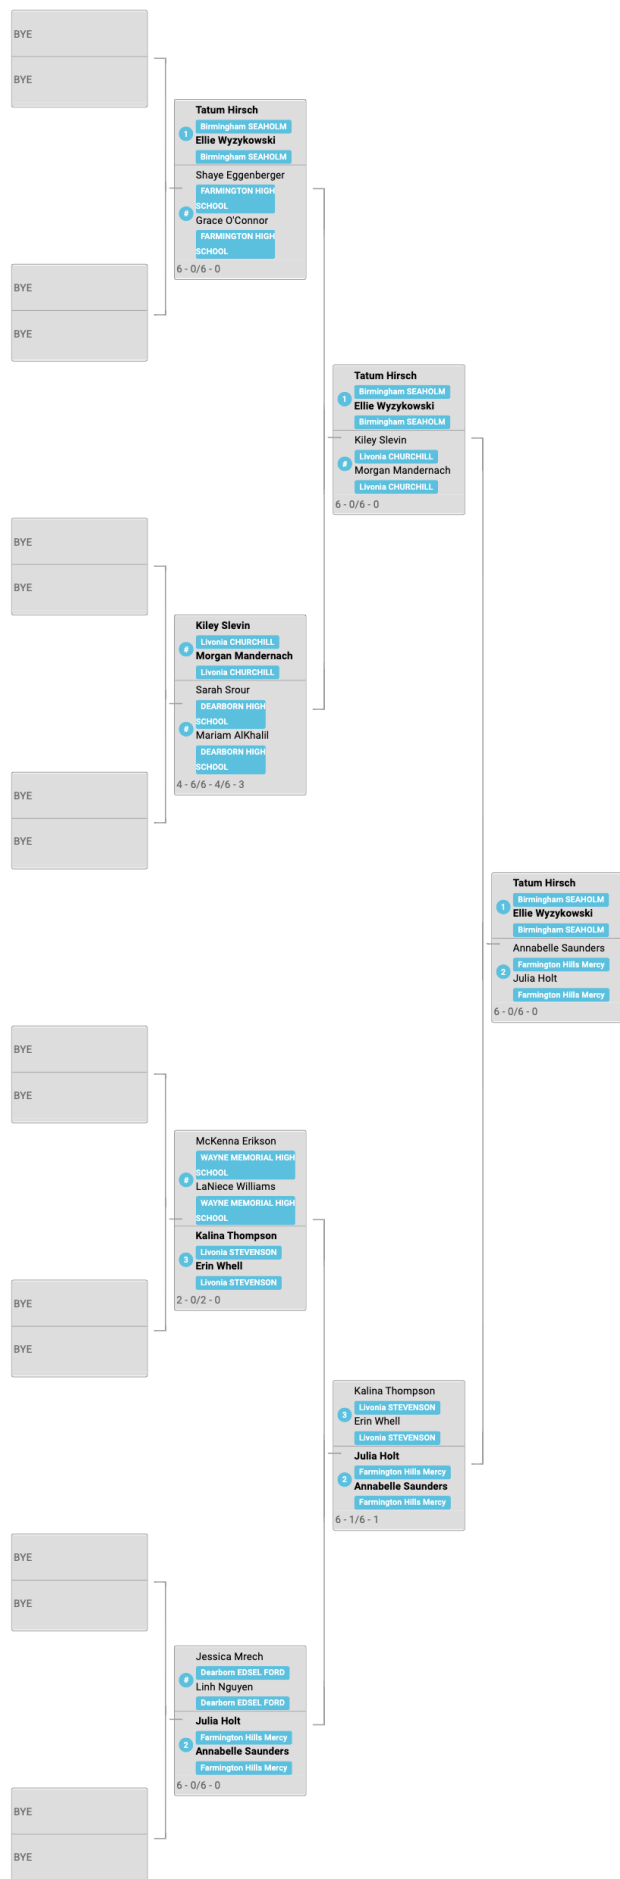 BYE
BYE
Tatum Hirsch
1
Birmingham SEAHOLM
Ellie Wyzykowski
Birmingham SEAHOLM
Shaye Eggenberger
FARMINGTON HIGH
SCHOOL
#
Grace O'Connor
FARMINGTON HIGH
SCHOOL
6 - 0/6 - 0
BYE
BYE
Tatum Hirsch
1
Birmingham SEAHOLM
Ellie Wyzykowski
Birmingham SEAHOLM
Kiley Slevin
#
Livonia CHURCHILL
Morgan Mandernach
Livonia CHURCHILL
6 - 0/6 - 0
BYE
BYE
Kiley Slevin
#
Livonia CHURCHILL
Morgan Mandernach
Livonia CHURCHILL
Sarah Srour
DEARBORN HIGH
SCHOOL
#
Mariam AlKhalil
DEARBORN HIGH
SCHOOL
4 - 6/6 - 4/6 - 3
BYE
BYE
Tatum Hirsch
1
Birmingham SEAHOLM
Ellie Wyzykowski
Birmingham SEAHOLM
Annabelle Saunders
2
Farmington Hills Mercy
Julia Holt
Farmington Hills Mercy
6 - 0/6 - 0
BYE
BYE
McKenna Erikson
WAYNE MEMORIAL HIGH
SCHOOL
#
LaNiece Williams
WAYNE MEMORIAL HIGH
SCHOOL
Kalina Thompson
3
Livonia STEVENSON
Erin Whell
Livonia STEVENSON
2 - 0/2 - 0
BYE
BYE
Kalina Thompson
3
Livonia STEVENSON
Erin Whell
Livonia STEVENSON
Julia Holt
2
Farmington Hills Mercy
Annabelle Saunders
Farmington Hills Mercy
6 - 1/6 - 1
BYE
BYE
Jessica Mrech
#
Dearborn EDSEL FORD
Linh Nguyen
Dearborn EDSEL FORD
Julia Holt
2
Farmington Hills Mercy
Annabelle Saunders
Farmington Hills Mercy
6 - 0/6 - 0
BYE
BYE